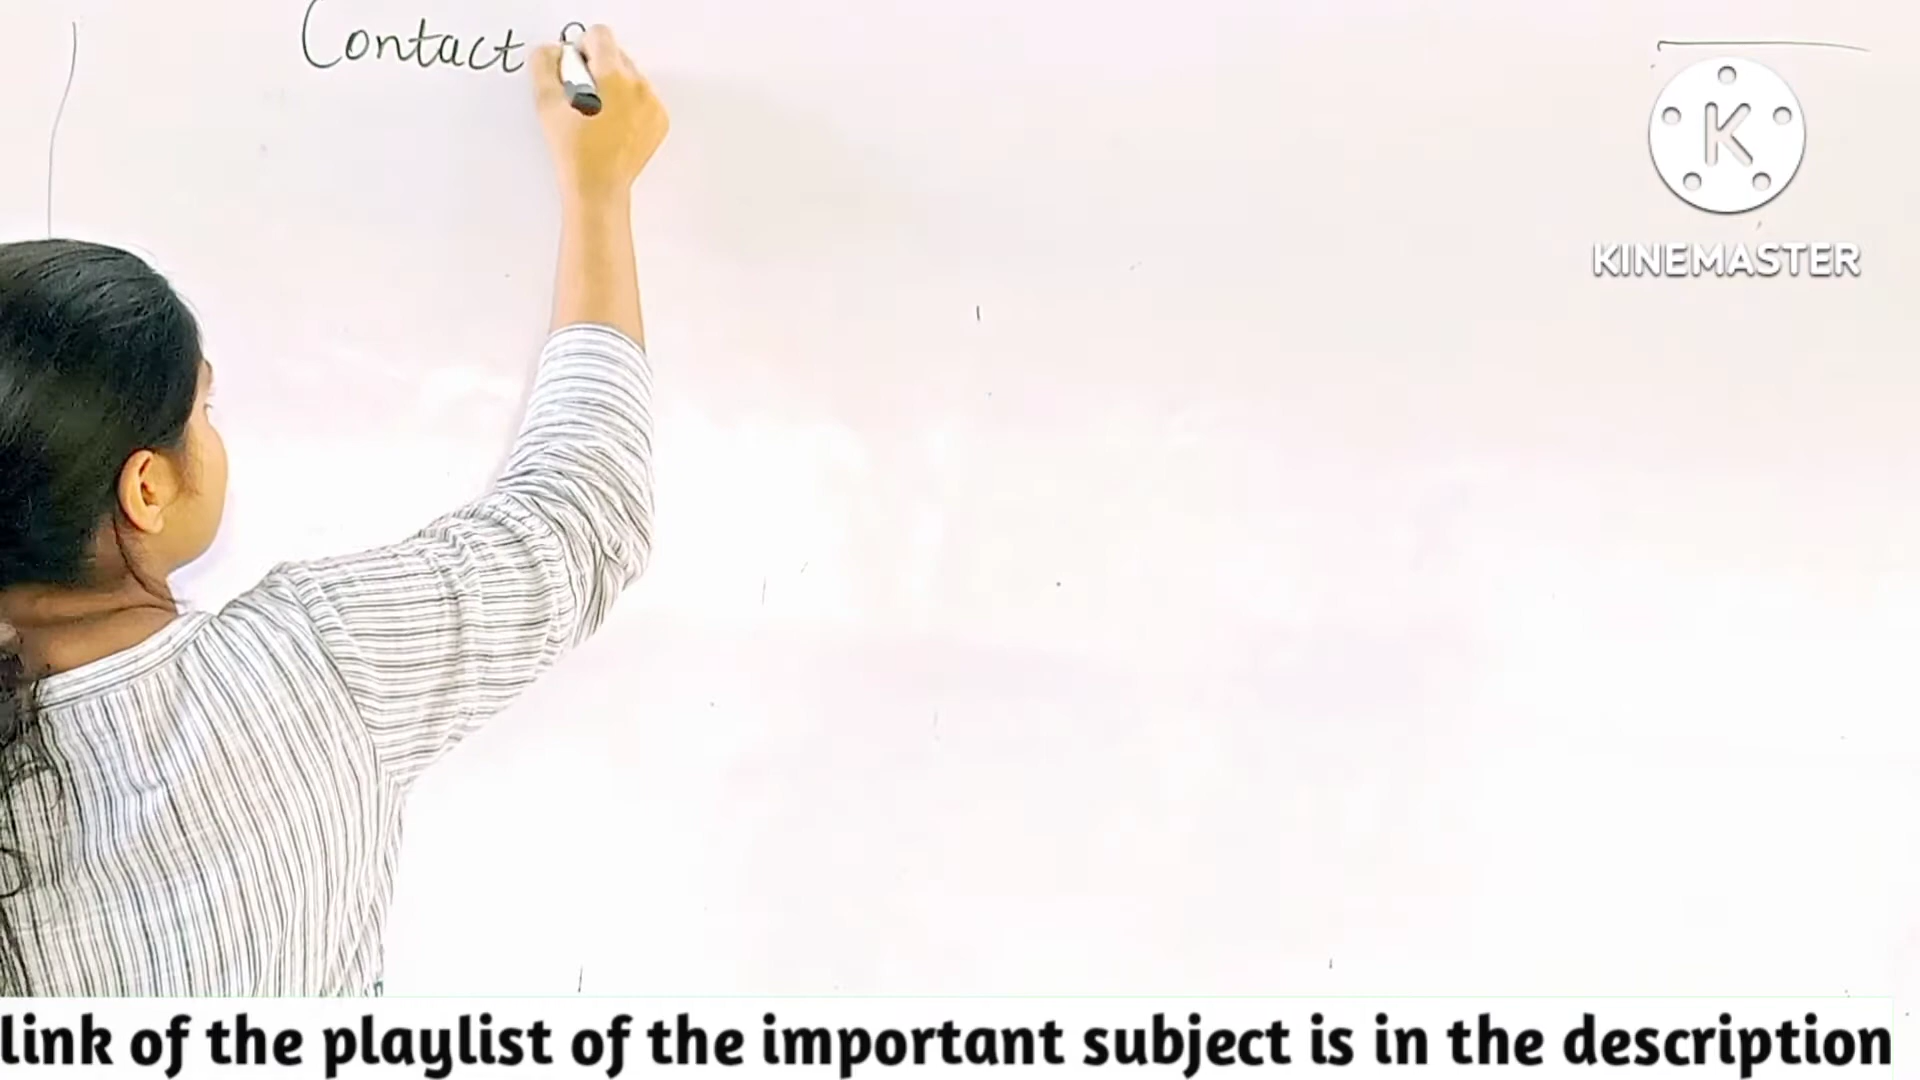 Contact
K
KINEMASTER
link of the playlist of the important subject is in the description